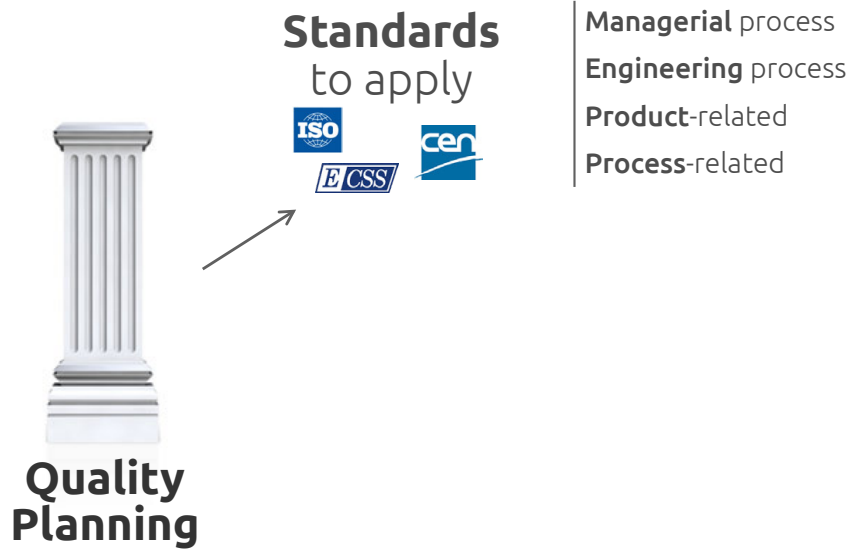 Standards
to apply
ISO
cen
ECSS
Managerial process
Engineering process
Product-related
Process-related
Quality
Planning